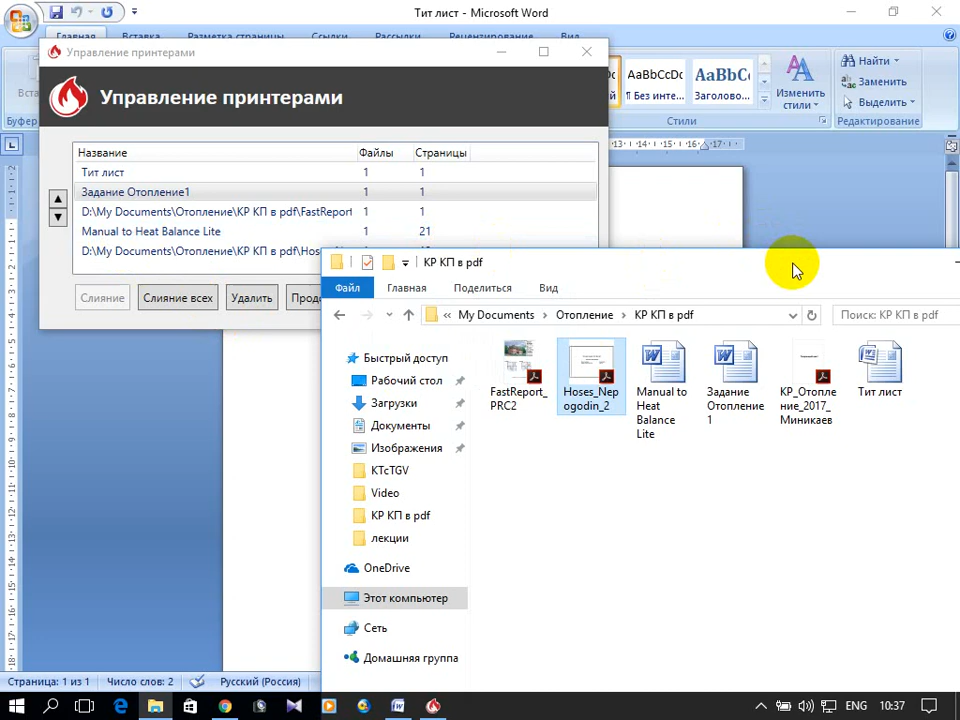 Тит лист - Microsoft Word
Главная Вставка Разметка страницы Ссылки Рассылки Рецензирование Вид
Управление принтерами
Управление принтерами
AaBbCcDc AaBbCc
¶ Без инте... Заголово...
Изменить стили
Стили
Найти
Заменить
Выделить
Редактирование
Название Файлы Страницы
Тит лист 1 1
Задание Отопление1 1 1
D:\My Documents\Отопление\КР КП в pdf\FastReport 1 1
Manual to Heat Balance Lite 1 21
D:\My Documents\Отопление\КР КП в pdf\Hos
Слияние Слияние всех Удалить
КР КП в pdf
Файл Главная Поделиться Вид
« My Documents › Отопление › КР КП в pdf
Поиск: КР КП в pdf
Быстрый доступ
Рабочий стол
Загрузки
Документы
Изображения
KTcTGV
Video
КР КП в pdf
лекции
OneDrive
Этот компьютер
Сеть
Домашняя группа
FastReport_PRC2
Hoses_Nepogodin_2
Manual to Heat Balance Lite
Задание Отопление1
КР_Отопление_2017_Миникаев
Тит лист
Страница: 1 из 1 Число слов: 2 Русский (Россия)
ENG 10:37